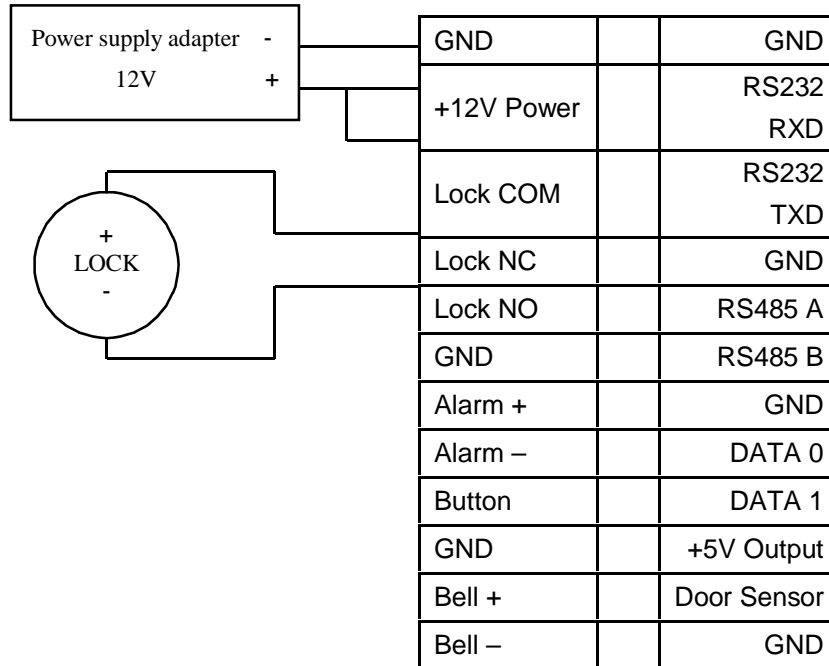 Power supply adapter -
12V +
+
LOCK
-
GND GND
+12V Power RS232
RXD
Lock COM RS232
TXD
Lock NC GND
Lock NO RS485 A
GND RS485 B
Alarm + GND
Alarm – DATA 0
Button DATA 1
GND +5V Output
Bell + Door Sensor
Bell – GND